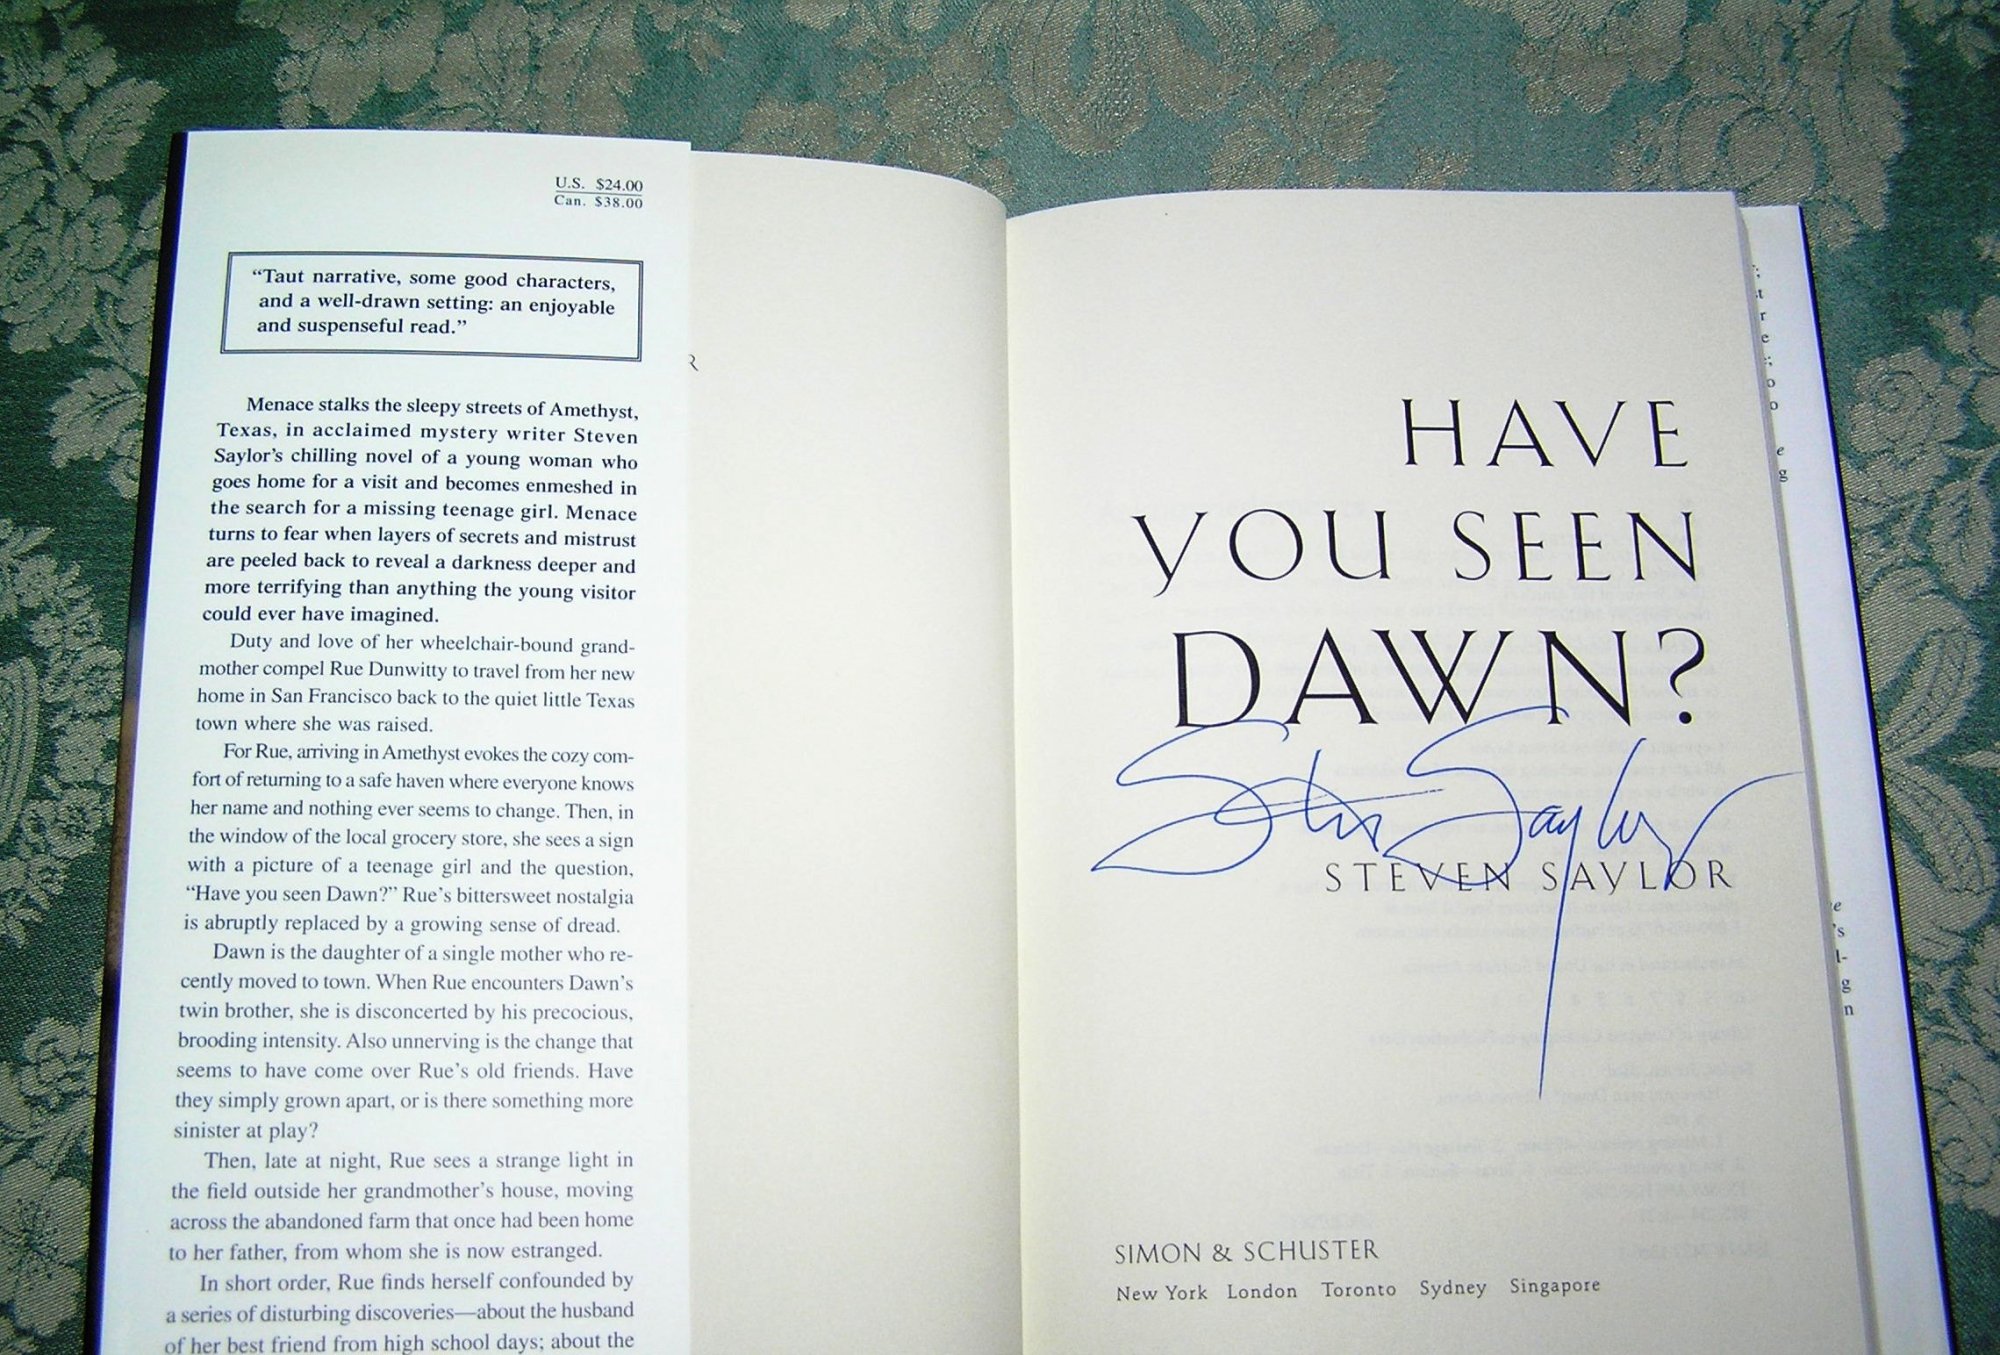 U.S. $24.00
Can. $38.00
“Taut narrative, some good characters,
and a well-drawn setting: an enjoyable
and suspenseful read.”
Menace stalks the sleepy streets of Amethyst,
Texas, in acclaimed mystery writer Steven
Saylor's chilling novel of a young woman who
goes home for a visit and becomes enmeshed in
the search for a missing teenage girl. Menace
turns to fear when layers of secrets and mistrust
are peeled back to reveal a darkness deeper and
more terrifying than anything the young visitor
could ever have imagined.
Duty and love of her wheelchair-bound grand-
mother compel Rue Dunwitty to travel from her new
home in San Francisco back to the quiet little Texas
town where she was raised.
For Rue, arriving in Amethyst evokes the cozy com-
fort of returning to a safe haven where everyone knows
her name and nothing ever seems to change. Then, in
the window of the local grocery store, she sees a sign
with a picture of a teenage girl and the question,
“Have you seen Dawn?” Rue's bittersweet nostalgia
is abruptly replaced by a growing sense of dread.
Dawn is the daughter of a single mother who re-
cently moved to town. When Rue encounters Dawn's
twin brother, she is disconcerted by his precocious,
brooding intensity. Also unnerving is the change that
seems to have come over Rue's old friends. Have
they simply grown apart, or is there something more
sinister at play?
Then, late at night, Rue sees a strange light in
the field outside her grandmother's house, moving
across the abandoned farm that once had been home
to her father, from whom she is now estranged.
In short order, Rue finds herself confounded by
a series of disturbing discoveries—about the husband
of her best friend from high school days; about the
HAVE
YOU SEEN
DAWN?
Steven Saylor
STEVEN SAYLOR
SIMON & SCHUSTER
New York London Toronto Sydney Singapore